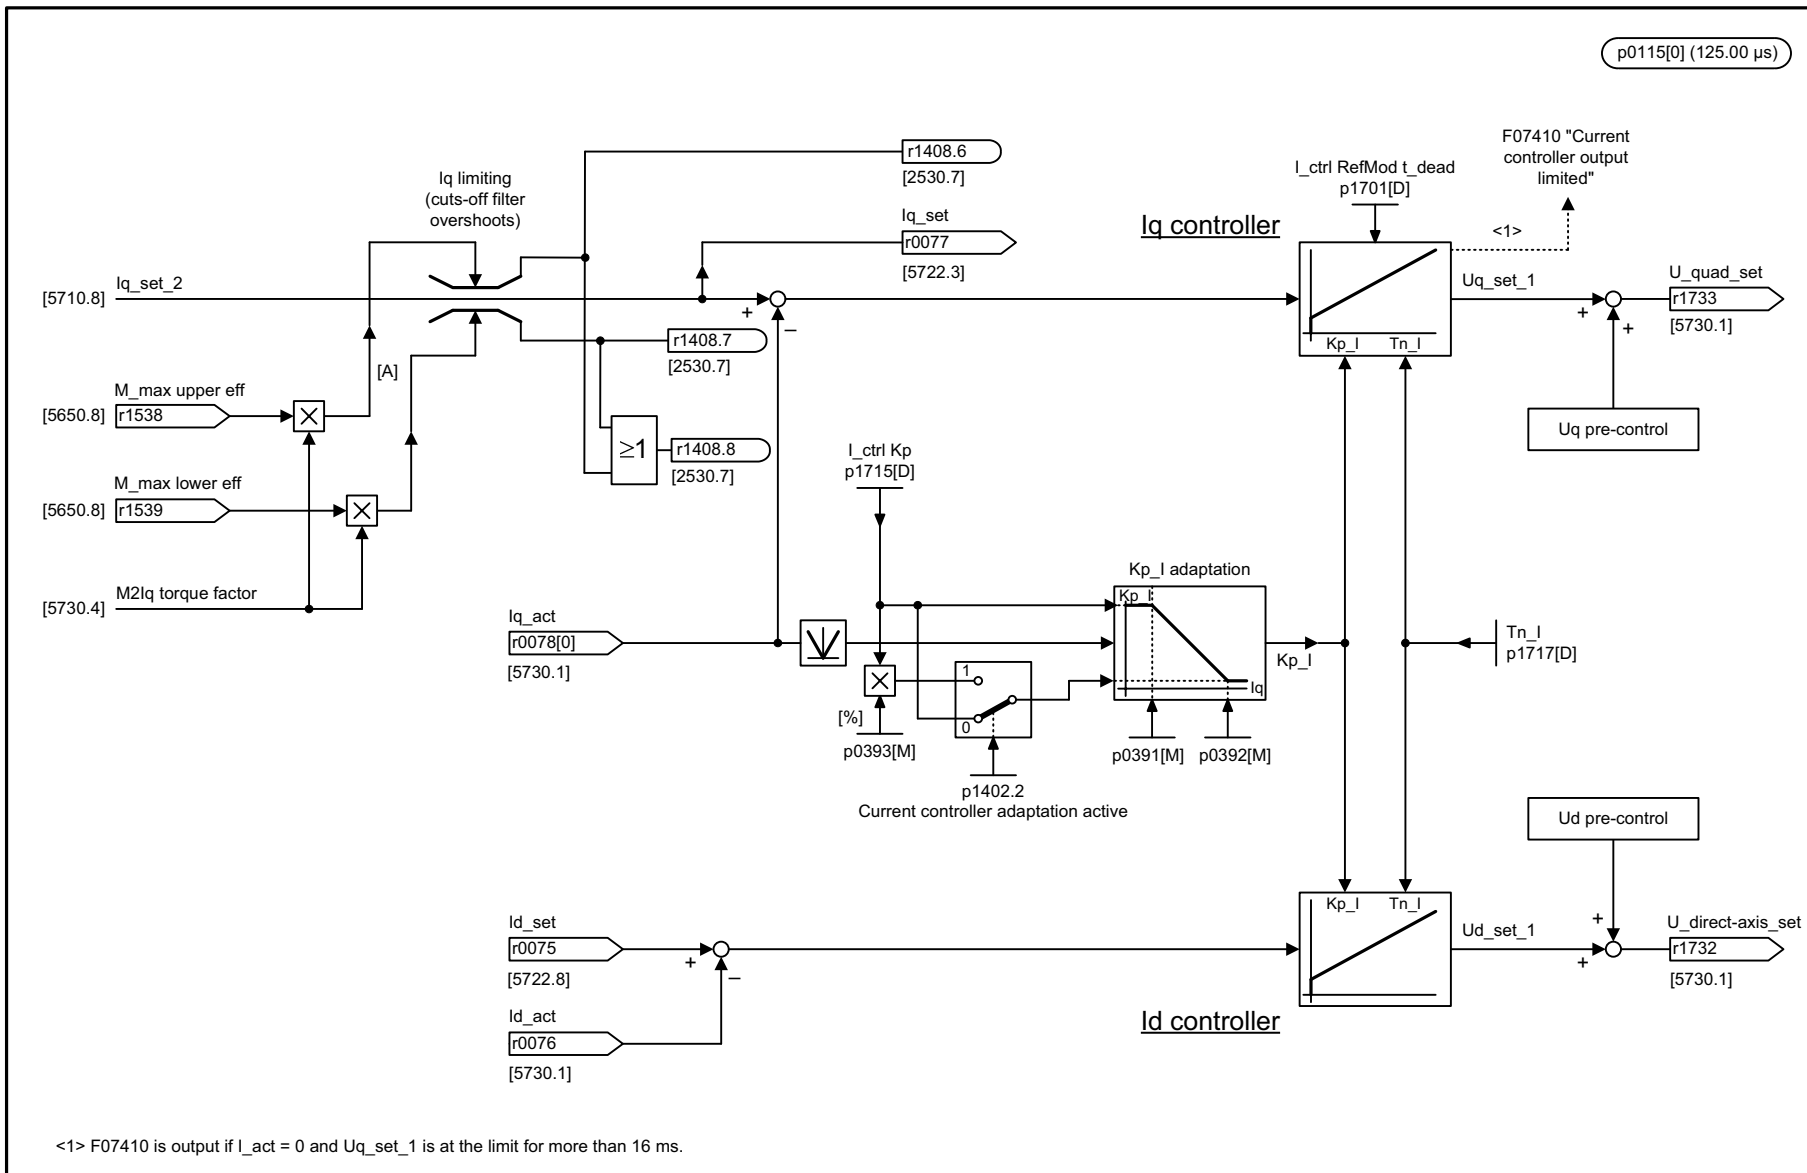 p0115[0] (125.00 µs)
F07410 "Current
controller output
limited"
<1>
r1408.6
[2530.7]
Iq limiting
(cuts-off filter
overshoots)
Iq_set
r0077
[5722.3]
Iq controller
I_ctrl RefMod t_dead
p1701[D]
Kp_I Tn_I
Uq_set_1
+
+
U_quad_set
r1733
[5730.1]
Uq pre-control
[5710.8]
Iq_set_2
+
–
r1408.7
[2530.7]
[A]
M_max upper eff
[5650.8]
r1538
×
≥1
r1408.8
[2530.7]
M_max lower eff
[5650.8]
r1539
×
M2Iq torque factor
[5730.4]
I_ctrl Kp
p1715[D]
Iq_act
r0078[0]
[5730.1]
×
[%]
p0393[M]
1
0
p1402.2
Current controller adaptation active
Kp_I adaptation
Kp_I
Iq
p0391[M]
p0392[M]
Kp_I
Tn_I
p1717[D]
Ud pre-control
Id_set
r0075
[5722.8]
+
–
Id_act
r0076
[5730.1]
Id controller
Kp_I Tn_I
Ud_set_1
+
+
U_direct-axis_set
r1732
[5730.1]
<1> F07410 is output if I_act = 0 and Uq_set_1 is at the limit for more than 16 ms.